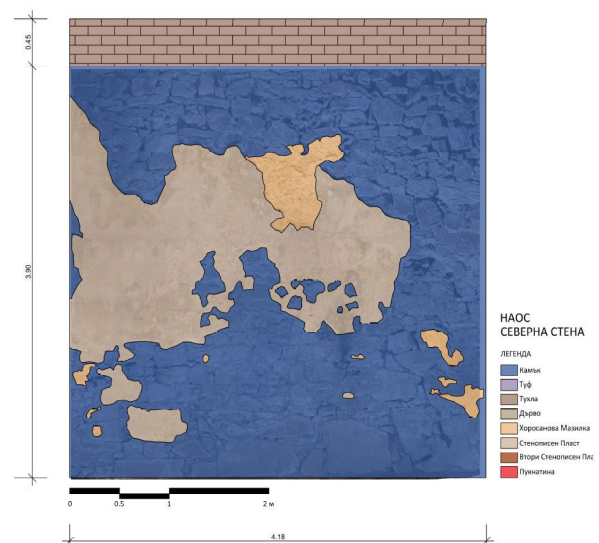 0.45
3.90
НАОС
СЕВЕРНА СТЕНА
ЛЕГЕНДА
Камък
Туф
Тухла
Дърво
Хоросанова Мазилка
Стенописен Пласт
Втори Стенописен Пла
Пукнатина
0 0.5 1 2 м
4.18